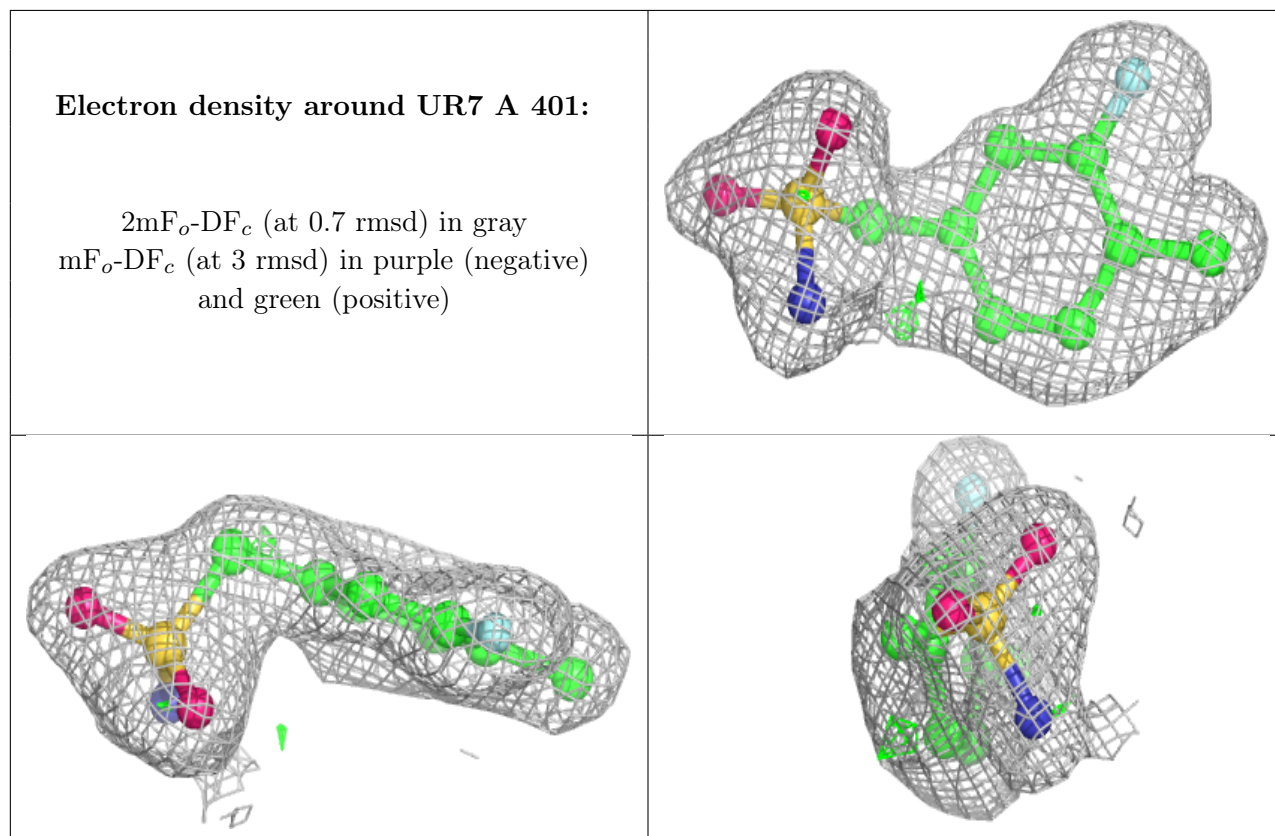 Electron density around UR7 A 401:
2mFo-DFc (at 0.7 rmsd) in gray
mFo-DFc (at 3 rmsd) in purple (negative)
and green (positive)